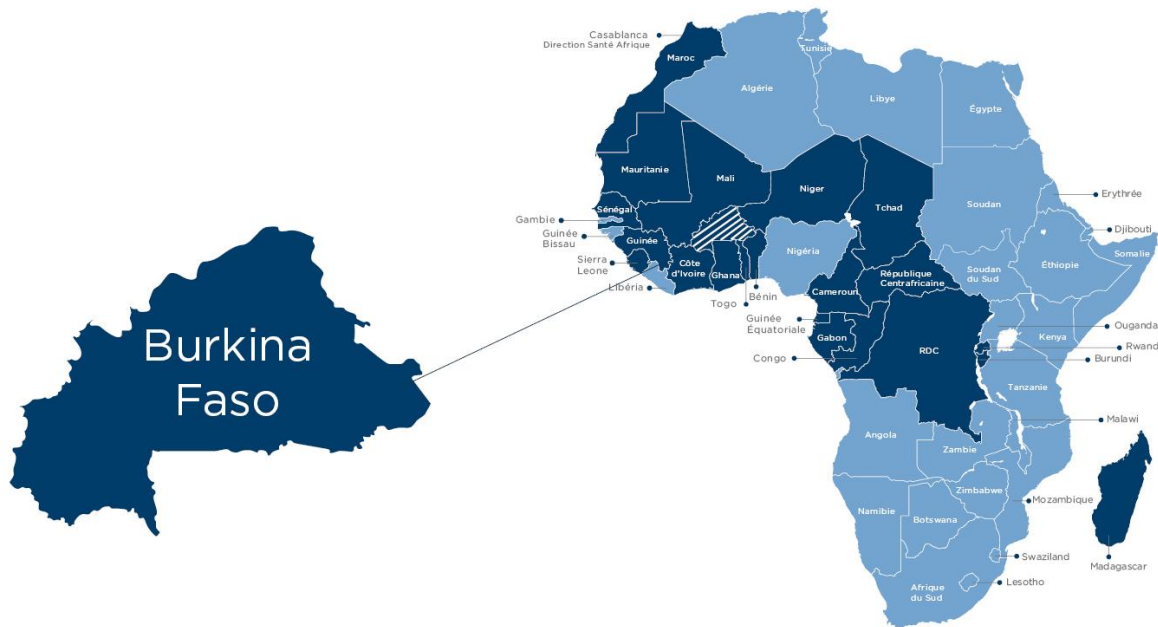 Burkina
Faso
Casablanca
Direction Santé Afrique
Maroc
Tunisie
Algérie
Libye
Égypte
Mauritanie
Mali
Niger
Tchad
Soudan
Erythrée
Sénégal
Gambie
Guinée
Bissau
Guinée
Djibouti
Somalie
Sierra
Leone
Côte
d'Ivoire
Ghana
Nigéria
Soudan
du Sud
Éthiopie
République
Centrafricaine
Libéria
Togo
Bénin
Cameroun
Guinée
Équatoriale
Gabon
Congo
RDC
Ouganda
Kenya
Rwand
Burundi
Tanzanie
Malawi
Angola
Zambie
Zimbabwe
Mozambique
Namibie
Botswana
Swaziland
Madagascar
Lesotho
Afrique
du Sud